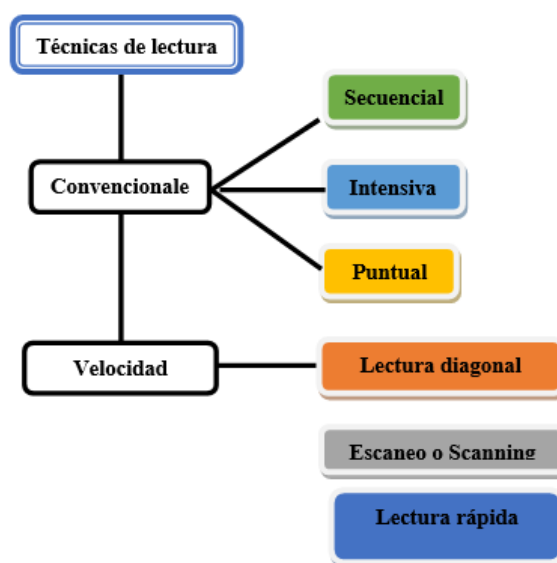 Técnicas de lectura
Secuencial
Convencionale
Intensiva
Puntual
Velocidad
Lectura diagonal
Escaneo o Scanning
Lectura rápida